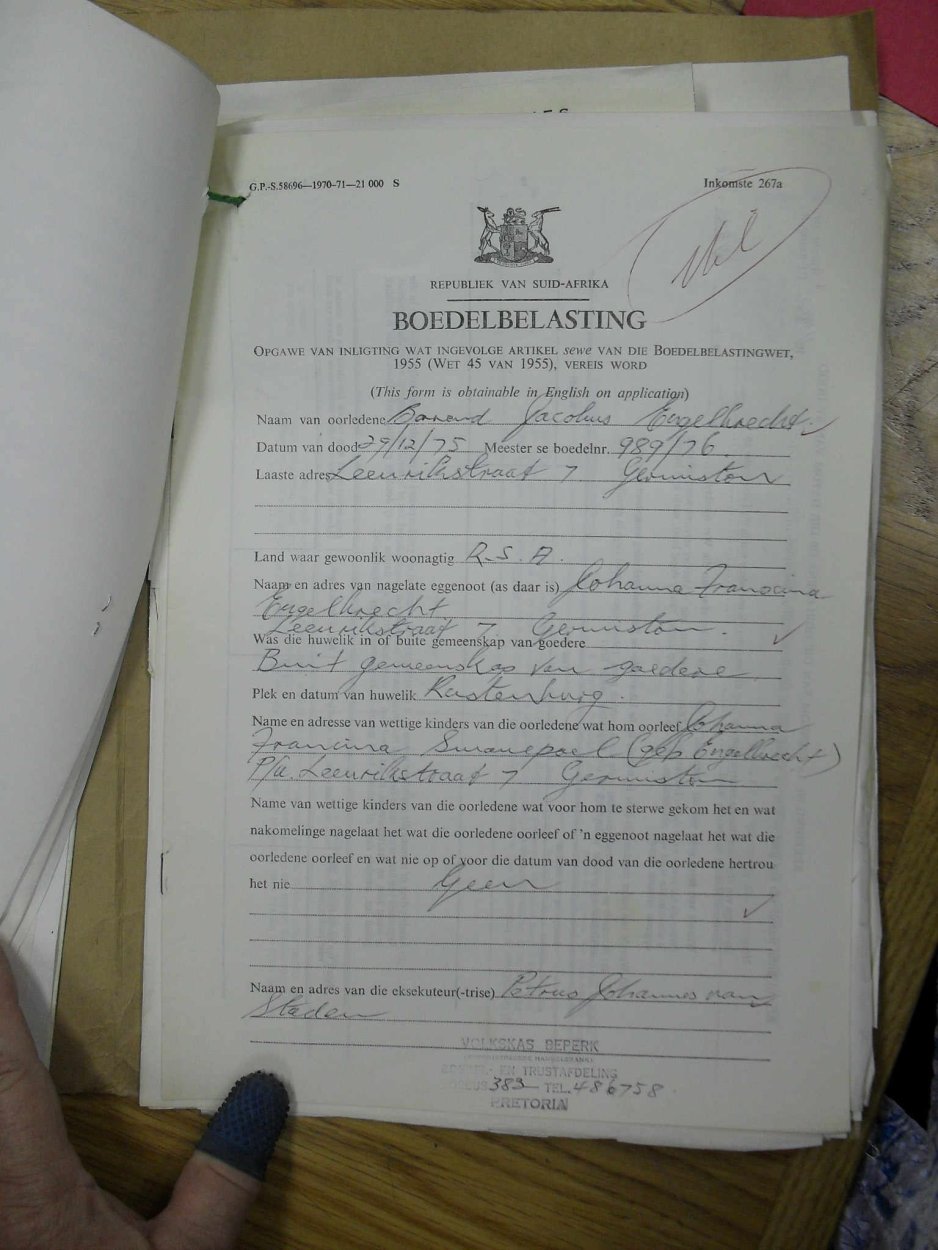 G.P.-S.58696—1970-71—21 000 S
Inkomste 267a
REPUBLIEK VAN SUID-AFRIKA
BOEDELBELASTING
OPGAWE VAN INLIGTING WAT INGEVOLGE ARTIKEL sewe VAN DIE BOEDELBELASTINGWET,
1955 (WET 45 VAN 1955), VEREIS WORD
(This form is obtainable in English on application)
Naam van oorledene Barend Jacobus Engelbrecht
Datum van dood 29/12/75 Meester se boedelnr. 989/76
Laaste adres Leeurikstraat 7 Germiston
Land waar gewoonlik woonagtig R.S.A.
Naam en adres van nagelate eggenoot (as daar is) Johanna Francina
Engelbrecht
Leeurikstraat 7 Germiston.
Was die huwelik in of buite gemeenskap van goedere
Buit gemeenskap van goedere
Plek en datum van huwelik Rustenburg.
Name en adresse van wettige kinders van die oorledene wat hom oorleef Johanna
Francina Swanepoel (geb Engelbrecht)
P/a Leeurikstraat 7 Germiston
Name van wettige kinders van die oorledene wat voor hom te sterwe gekom het en wat
nakomelinge nagelaat het wat die oorledene oorleef of 'n eggenoot nagelaat het wat die
oorledene oorleef en wat nie op of voor die datum van dood van die oorledene hertrou
het nie Geen
Naam en adres van die eksekuteur(-trise) Petrus Johannes van
Staden
VOLKSKAS BEPERK
EN TRUSTAFDELING
383 TEL. 486758
PRETORIA